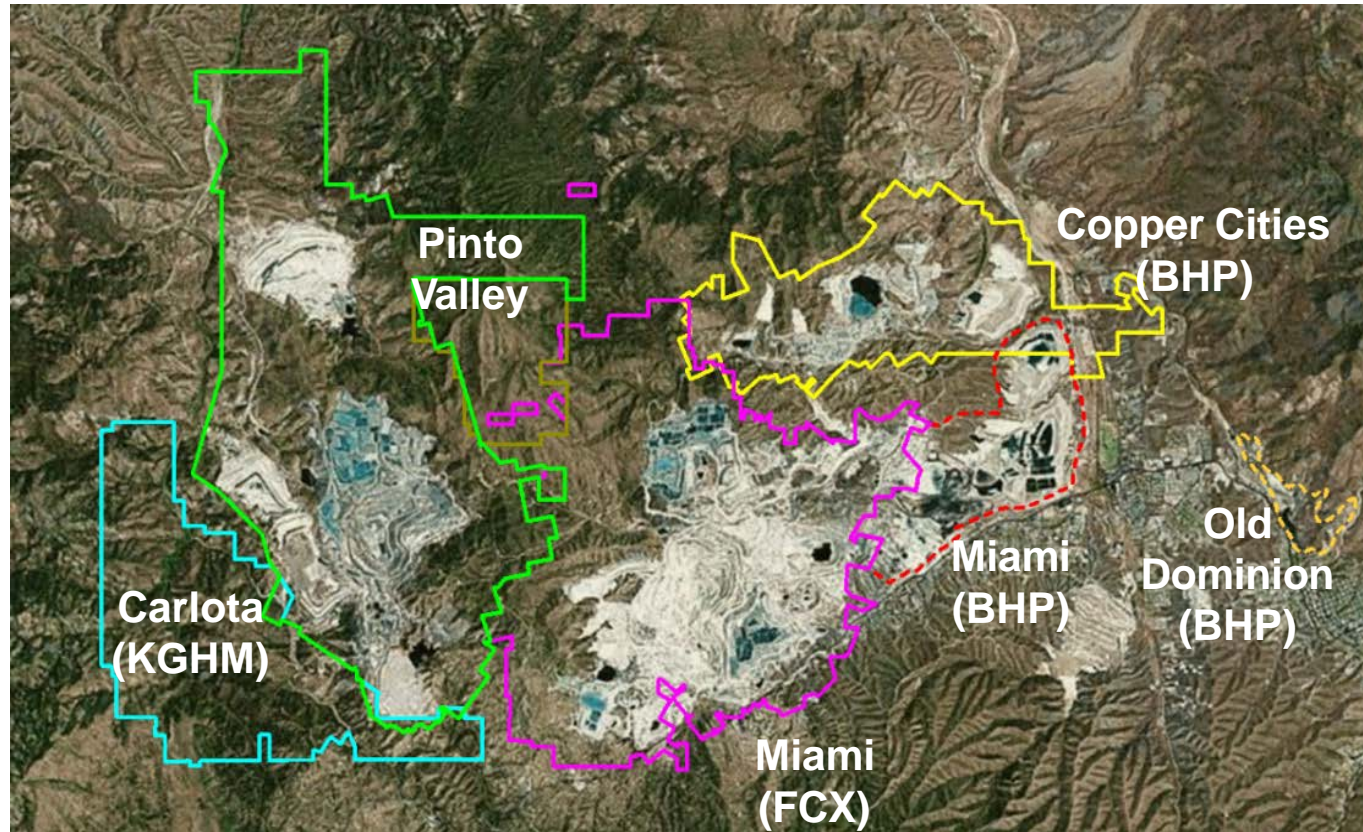 Pinto
Valley
Copper Cities
(BHP)
Carlota
(KGHM)
Miami
(BHP)
Old
Dominion
(BHP)
Miami
(FCX)